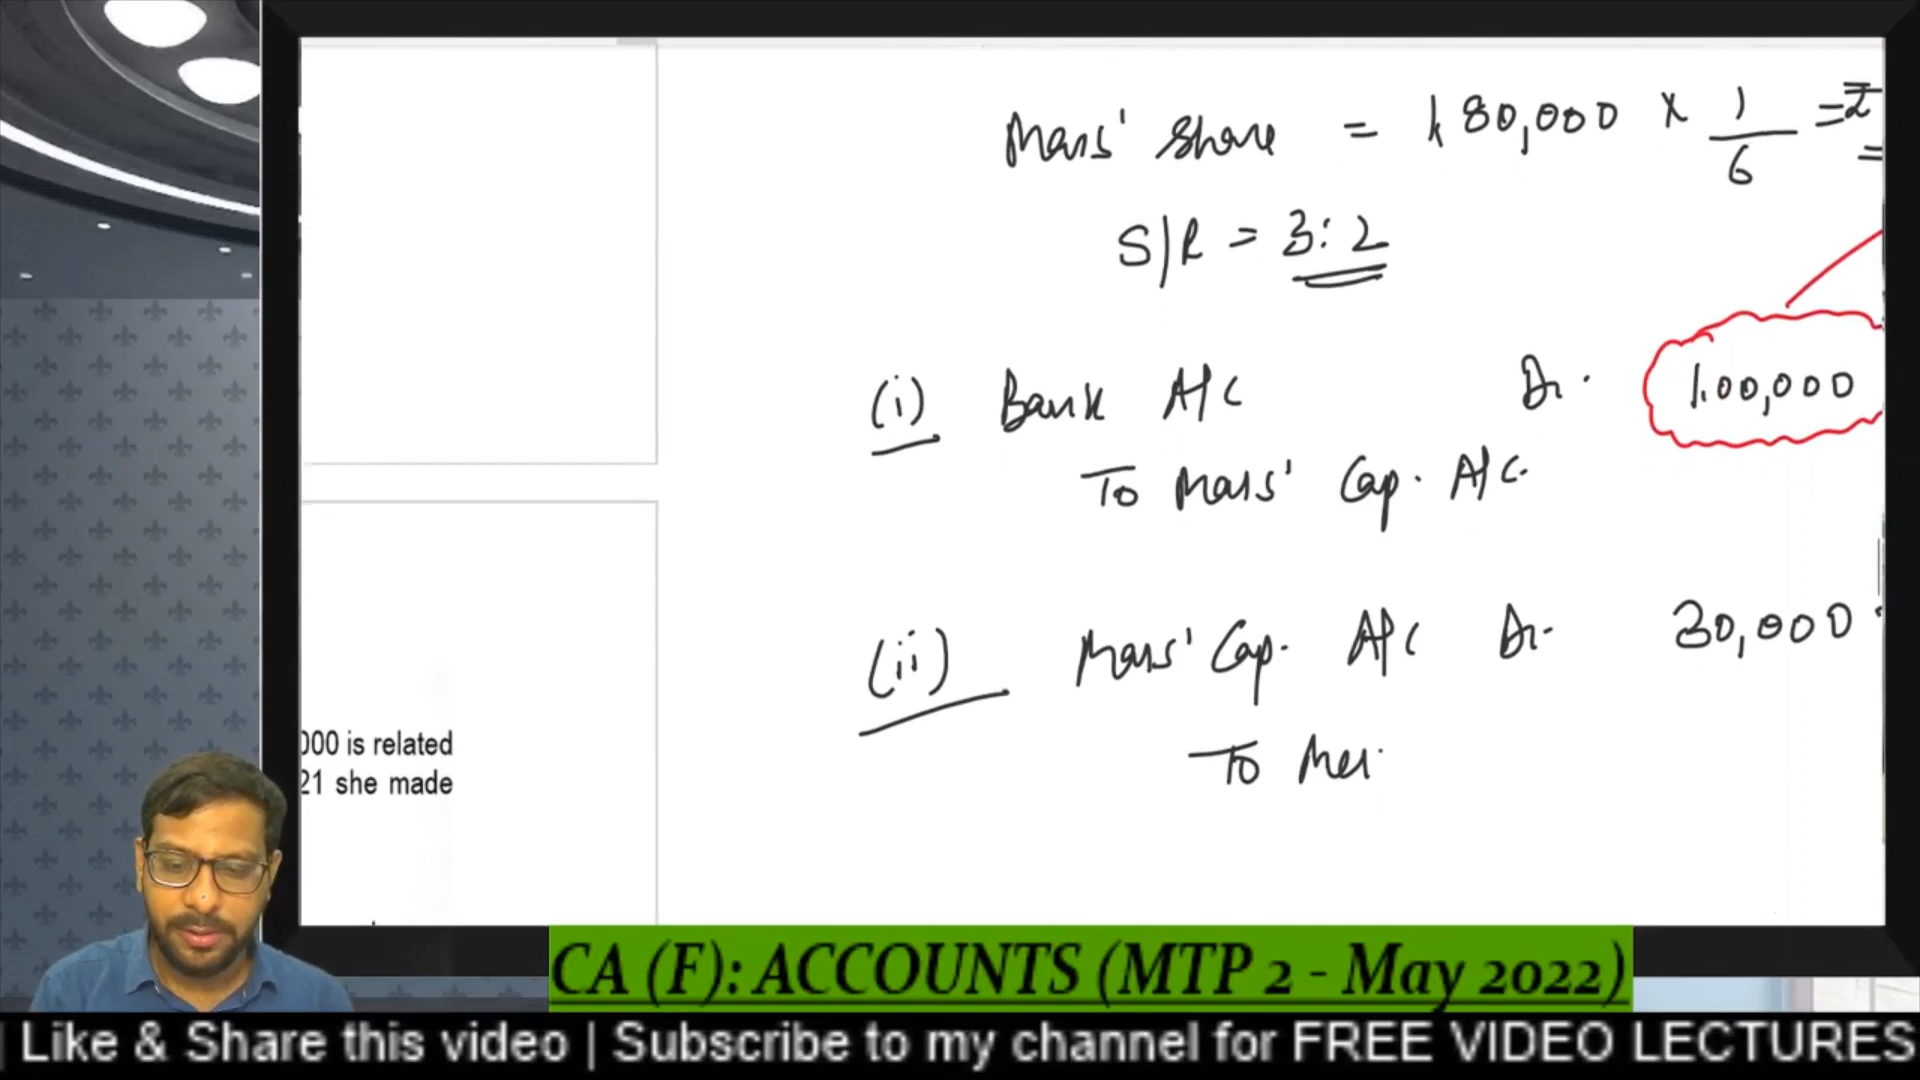 Mars' share = 180,000 × 1/6 =
=
S/R = 3:2
(i) Bank A/c Dr. 1,00,000
To Mars' Cap. A/c.
(ii) Mars' Cap. A/c Dr. 30,000
To Mer
000 is related
21 she made
CA (F): ACCOUNTS (MTP 2 - May 2022)
| Like & Share this video | Subscribe to my channel for FREE VIDEO LECTURES